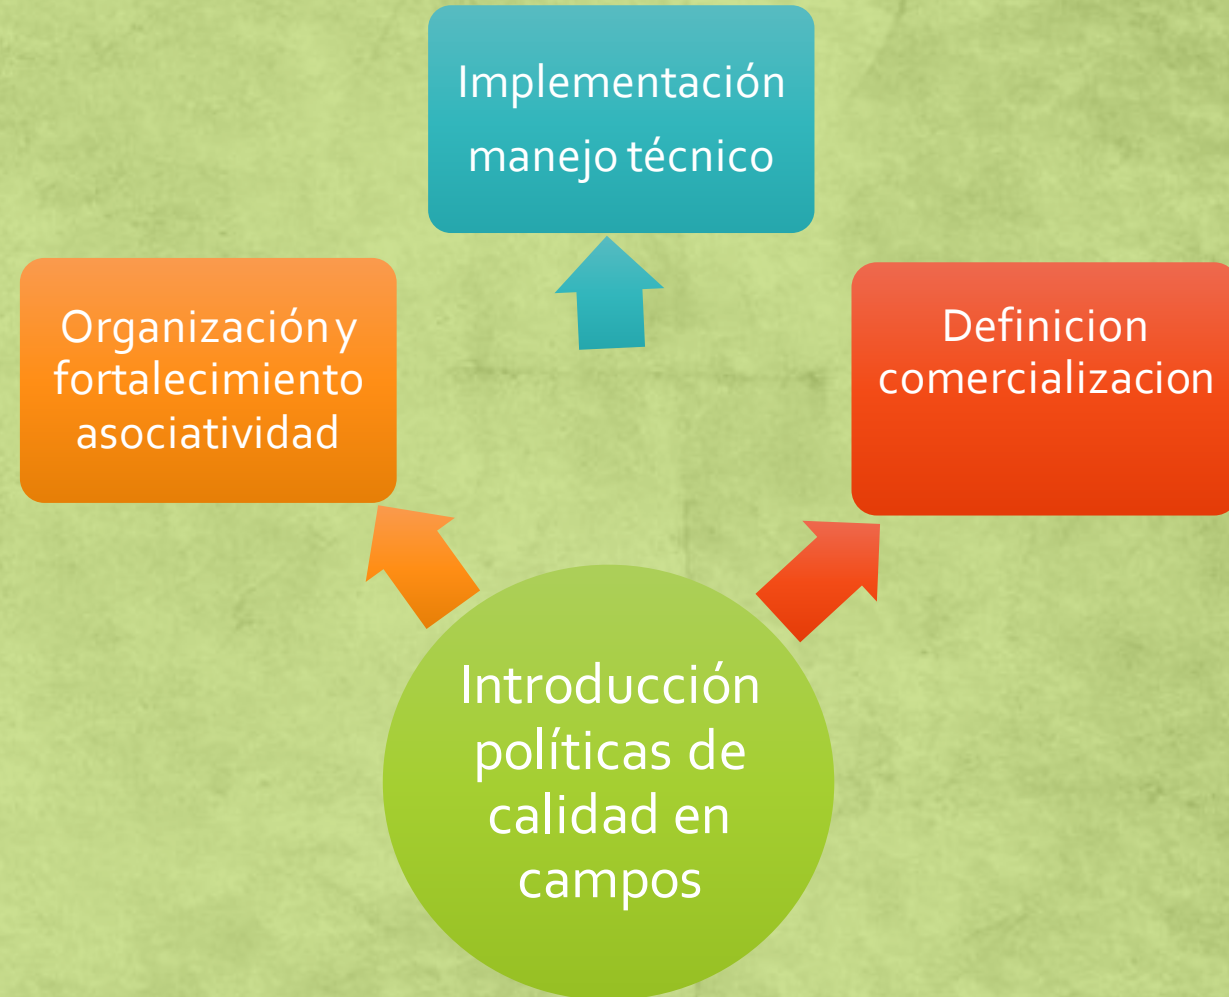 Implementación
manejo técnico
Organización y
fortalecimiento
asociatividad
Definicion
comercializacion
Introducción
políticas de
calidad en
campos